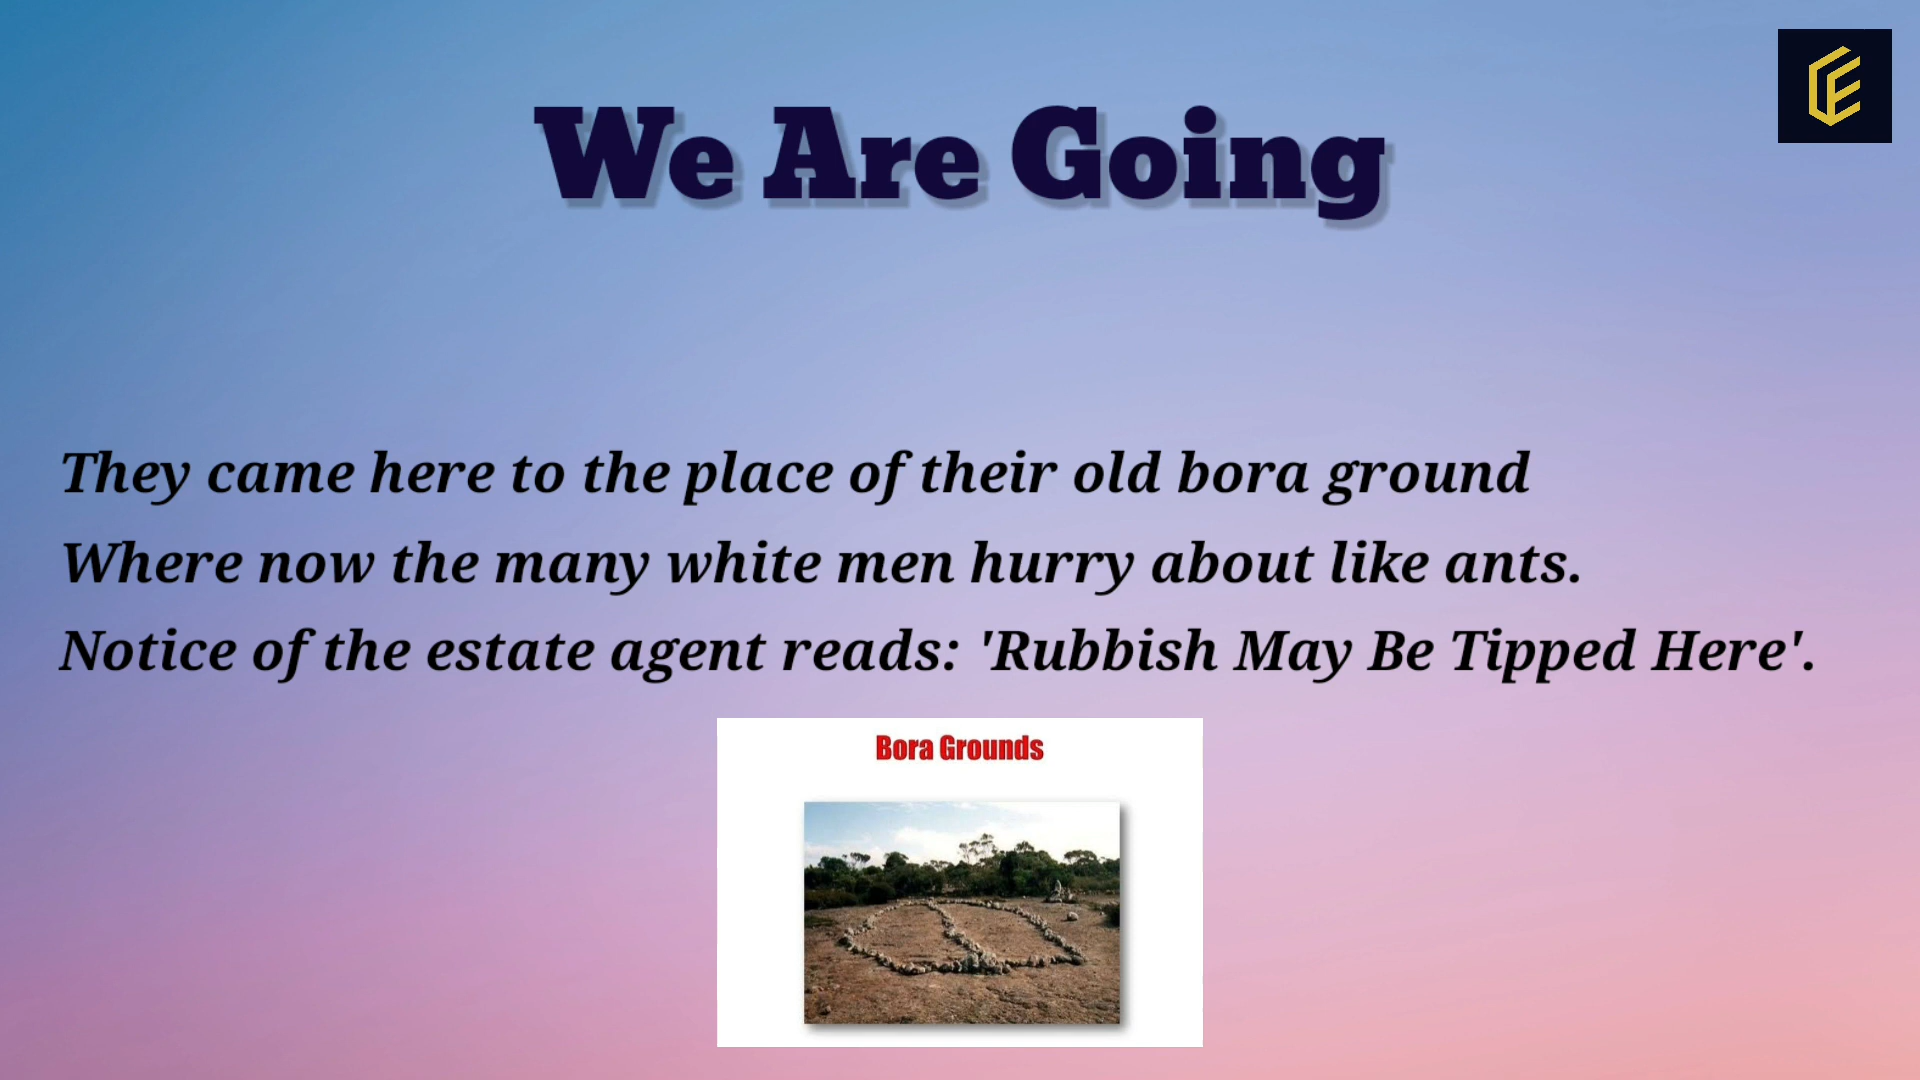 We Are Going
They came here to the place of their old bora ground
Where now the many white men hurry about like ants.
Notice of the estate agent reads: 'Rubbish May Be Tipped Here'.
Bora Grounds